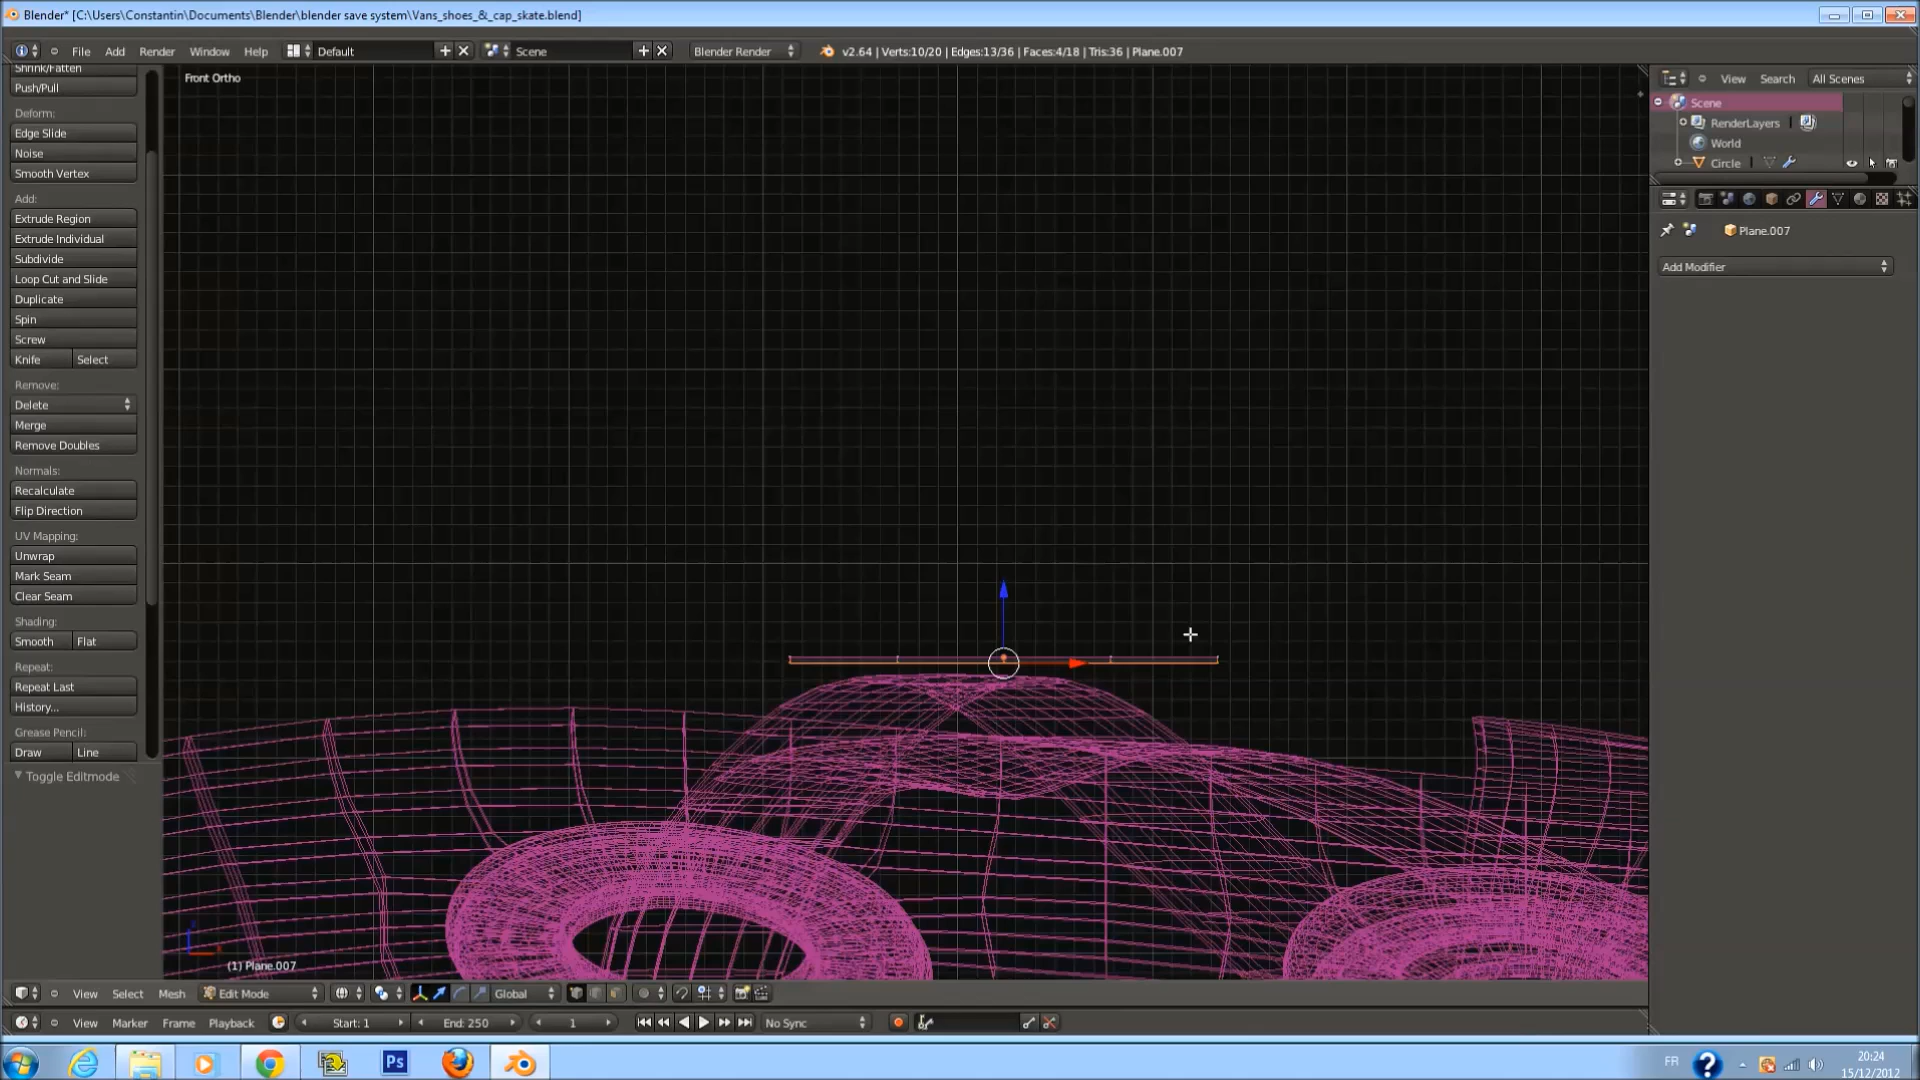 Blender* [C:\Users\Constantin\Documents\Blender\blender save system\Vans_shoes_&_cap_skate.blend]
File Add Render Window Help Default Scene Blender Render v2.64 | Verts:10/20 | Edges:13/36 | Faces:4/18 | Tris:36 | Plane.007
Shrink/Fatten
Push/Pull
Deform:
Edge Slide
Noise
Smooth Vertex
Add:
Extrude Region
Extrude Individual
Subdivide
Loop Cut and Slide
Duplicate
Spin
Screw
Knife Select
Remove:
Delete
Merge
Remove Doubles
Normals:
Recalculate
Flip Direction
UV Mapping:
Unwrap
Mark Seam
Clear Seam
Shading:
Smooth Flat
Repeat:
Repeat Last
History...
Grease Pencil:
Draw Line
Toggle Editmode
Front Ortho
(1) Plane.007
View Search All Scenes
Scene
RenderLayers
World
Circle
Plane.007
Add Modifier
View Select Mesh Edit Mode Global
View Marker Frame Playback Start: 1 End: 250 1 No Sync
Ps
FR
20:24
15/12/2012